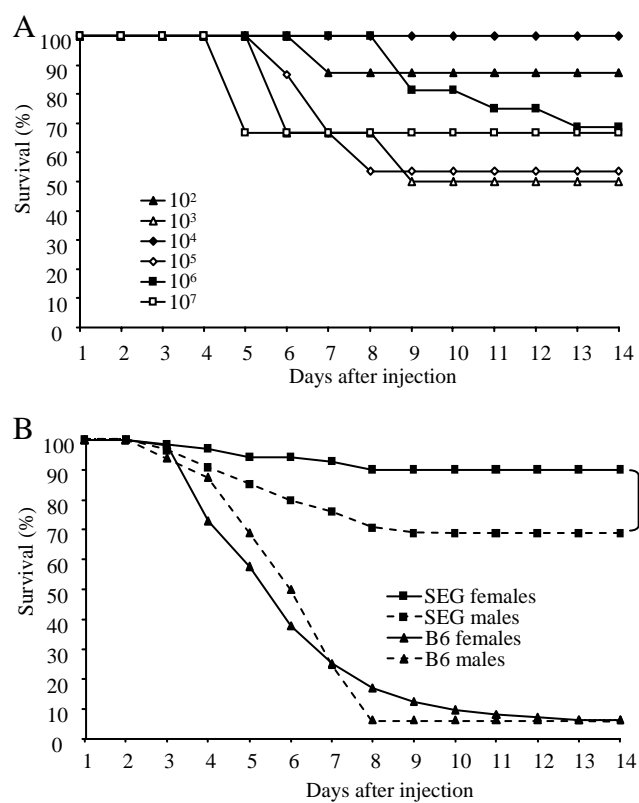 A
100
90
80
70
60
50
40
30
20
10
0
Survival (%)
10²
10³
10⁴
10⁵
10⁶
10⁷
1 2 3 4 5 6 7 8 9 10 11 12 13 14
Days after injection
B
100
90
80
70
60
50
40
30
20
10
0
Survival (%)
SEG females
SEG males
B6 females
B6 males
1 2 3 4 5 6 7 8 9 10 11 12 13 14
Days after injection